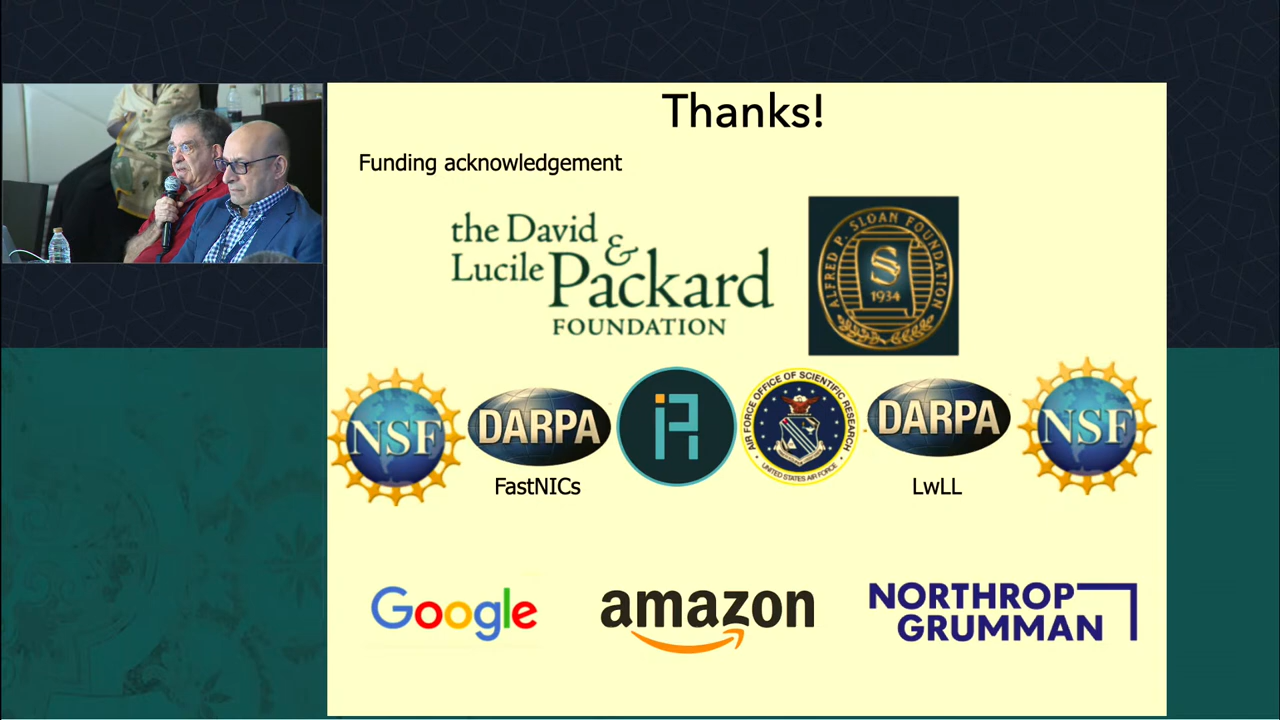 Thanks!
Funding acknowledgement
the David &
Lucile Packard
FOUNDATION
ALFRED P. SLOAN FOUNDATION
S
1934
NSF
DARPA
AIR FORCE OFFICE OF SCIENTIFIC RESEARCH
UNITED STATES AIR FORCE
DARPA
NSF
FastNICs
LwLL
Google
amazon
NORTHROP
GRUMMAN